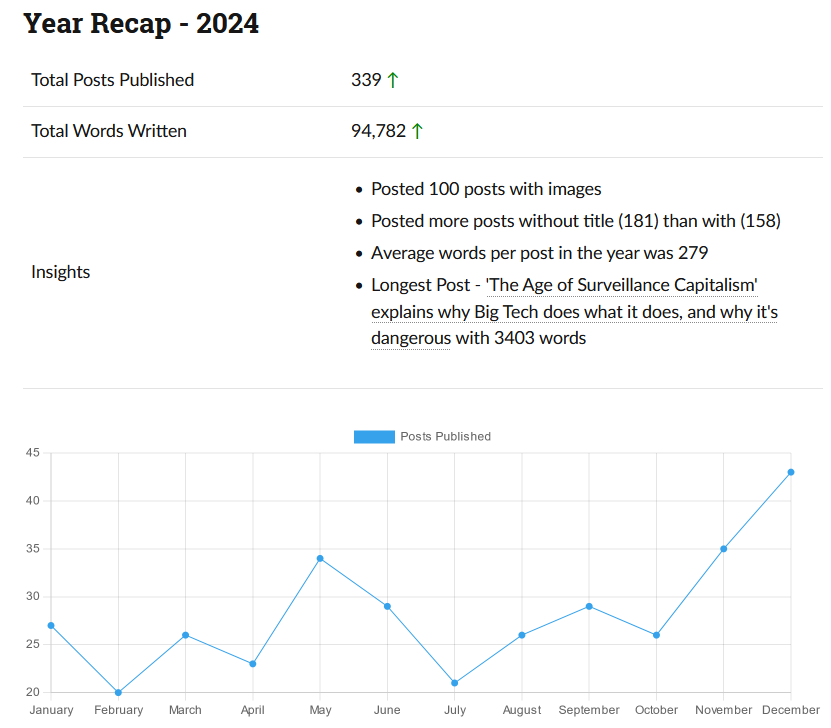 Year Recap - 2024
Total Posts Published 339 ↑
Total Words Written 94,782 ↑
Insights
• Posted 100 posts with images
• Posted more posts without title (181) than with (158)
• Average words per post in the year was 279
• Longest Post - 'The Age of Surveillance Capitalism'
explains why Big Tech does what it does, and why it's
dangerous with 3403 words
Posts Published
45
40
35
30
25
20
January February March April May June July August September October November December